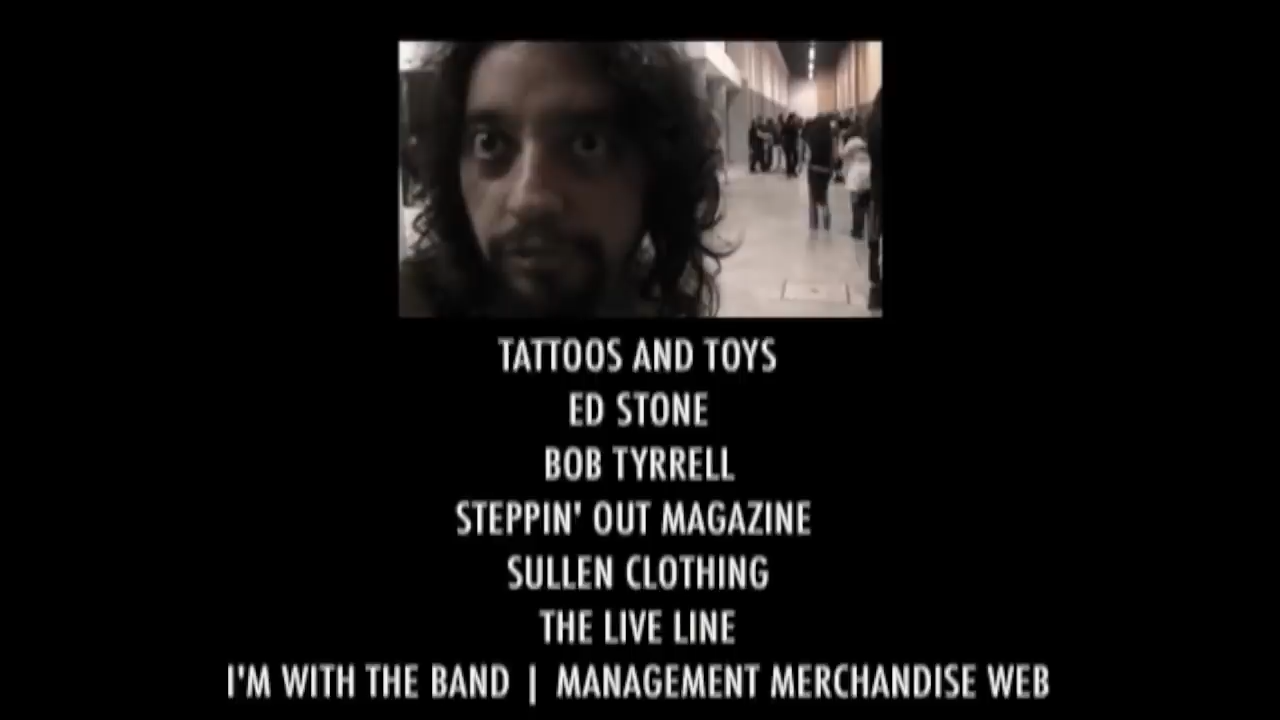 TATTOOS AND TOYS
ED STONE
BOB TYRRELL
STEPPIN' OUT MAGAZINE
SULLEN CLOTHING
THE LIVE LINE
I'M WITH THE BAND | MANAGEMENT MERCHANDISE WEB